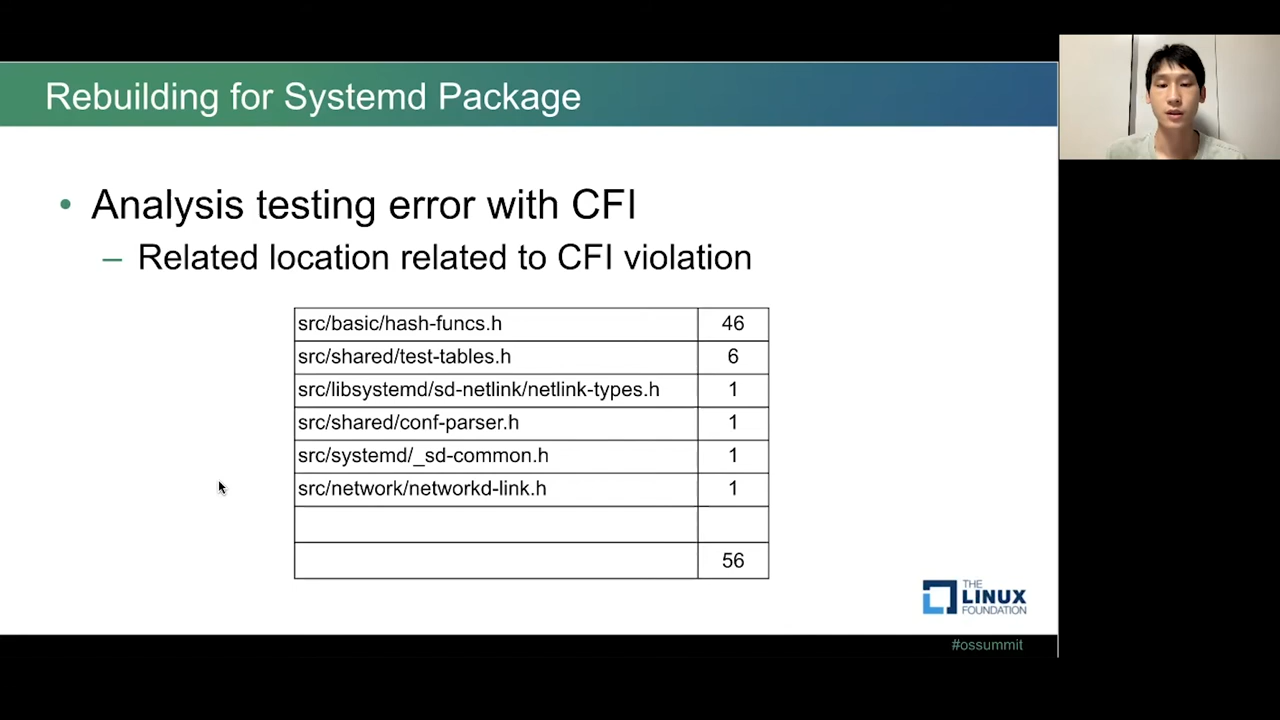 Rebuilding for Systemd Package
• Analysis testing error with CFI
– Related location related to CFI violation
src/basic/hash-funcs.h 46
src/shared/test-tables.h 6
src/libsystemd/sd-netlink/netlink-types.h 1
src/shared/conf-parser.h 1
src/systemd/_sd-common.h 1
src/network/networkd-link.h 1
56
THE
LINUX
FOUNDATION
#ossummit